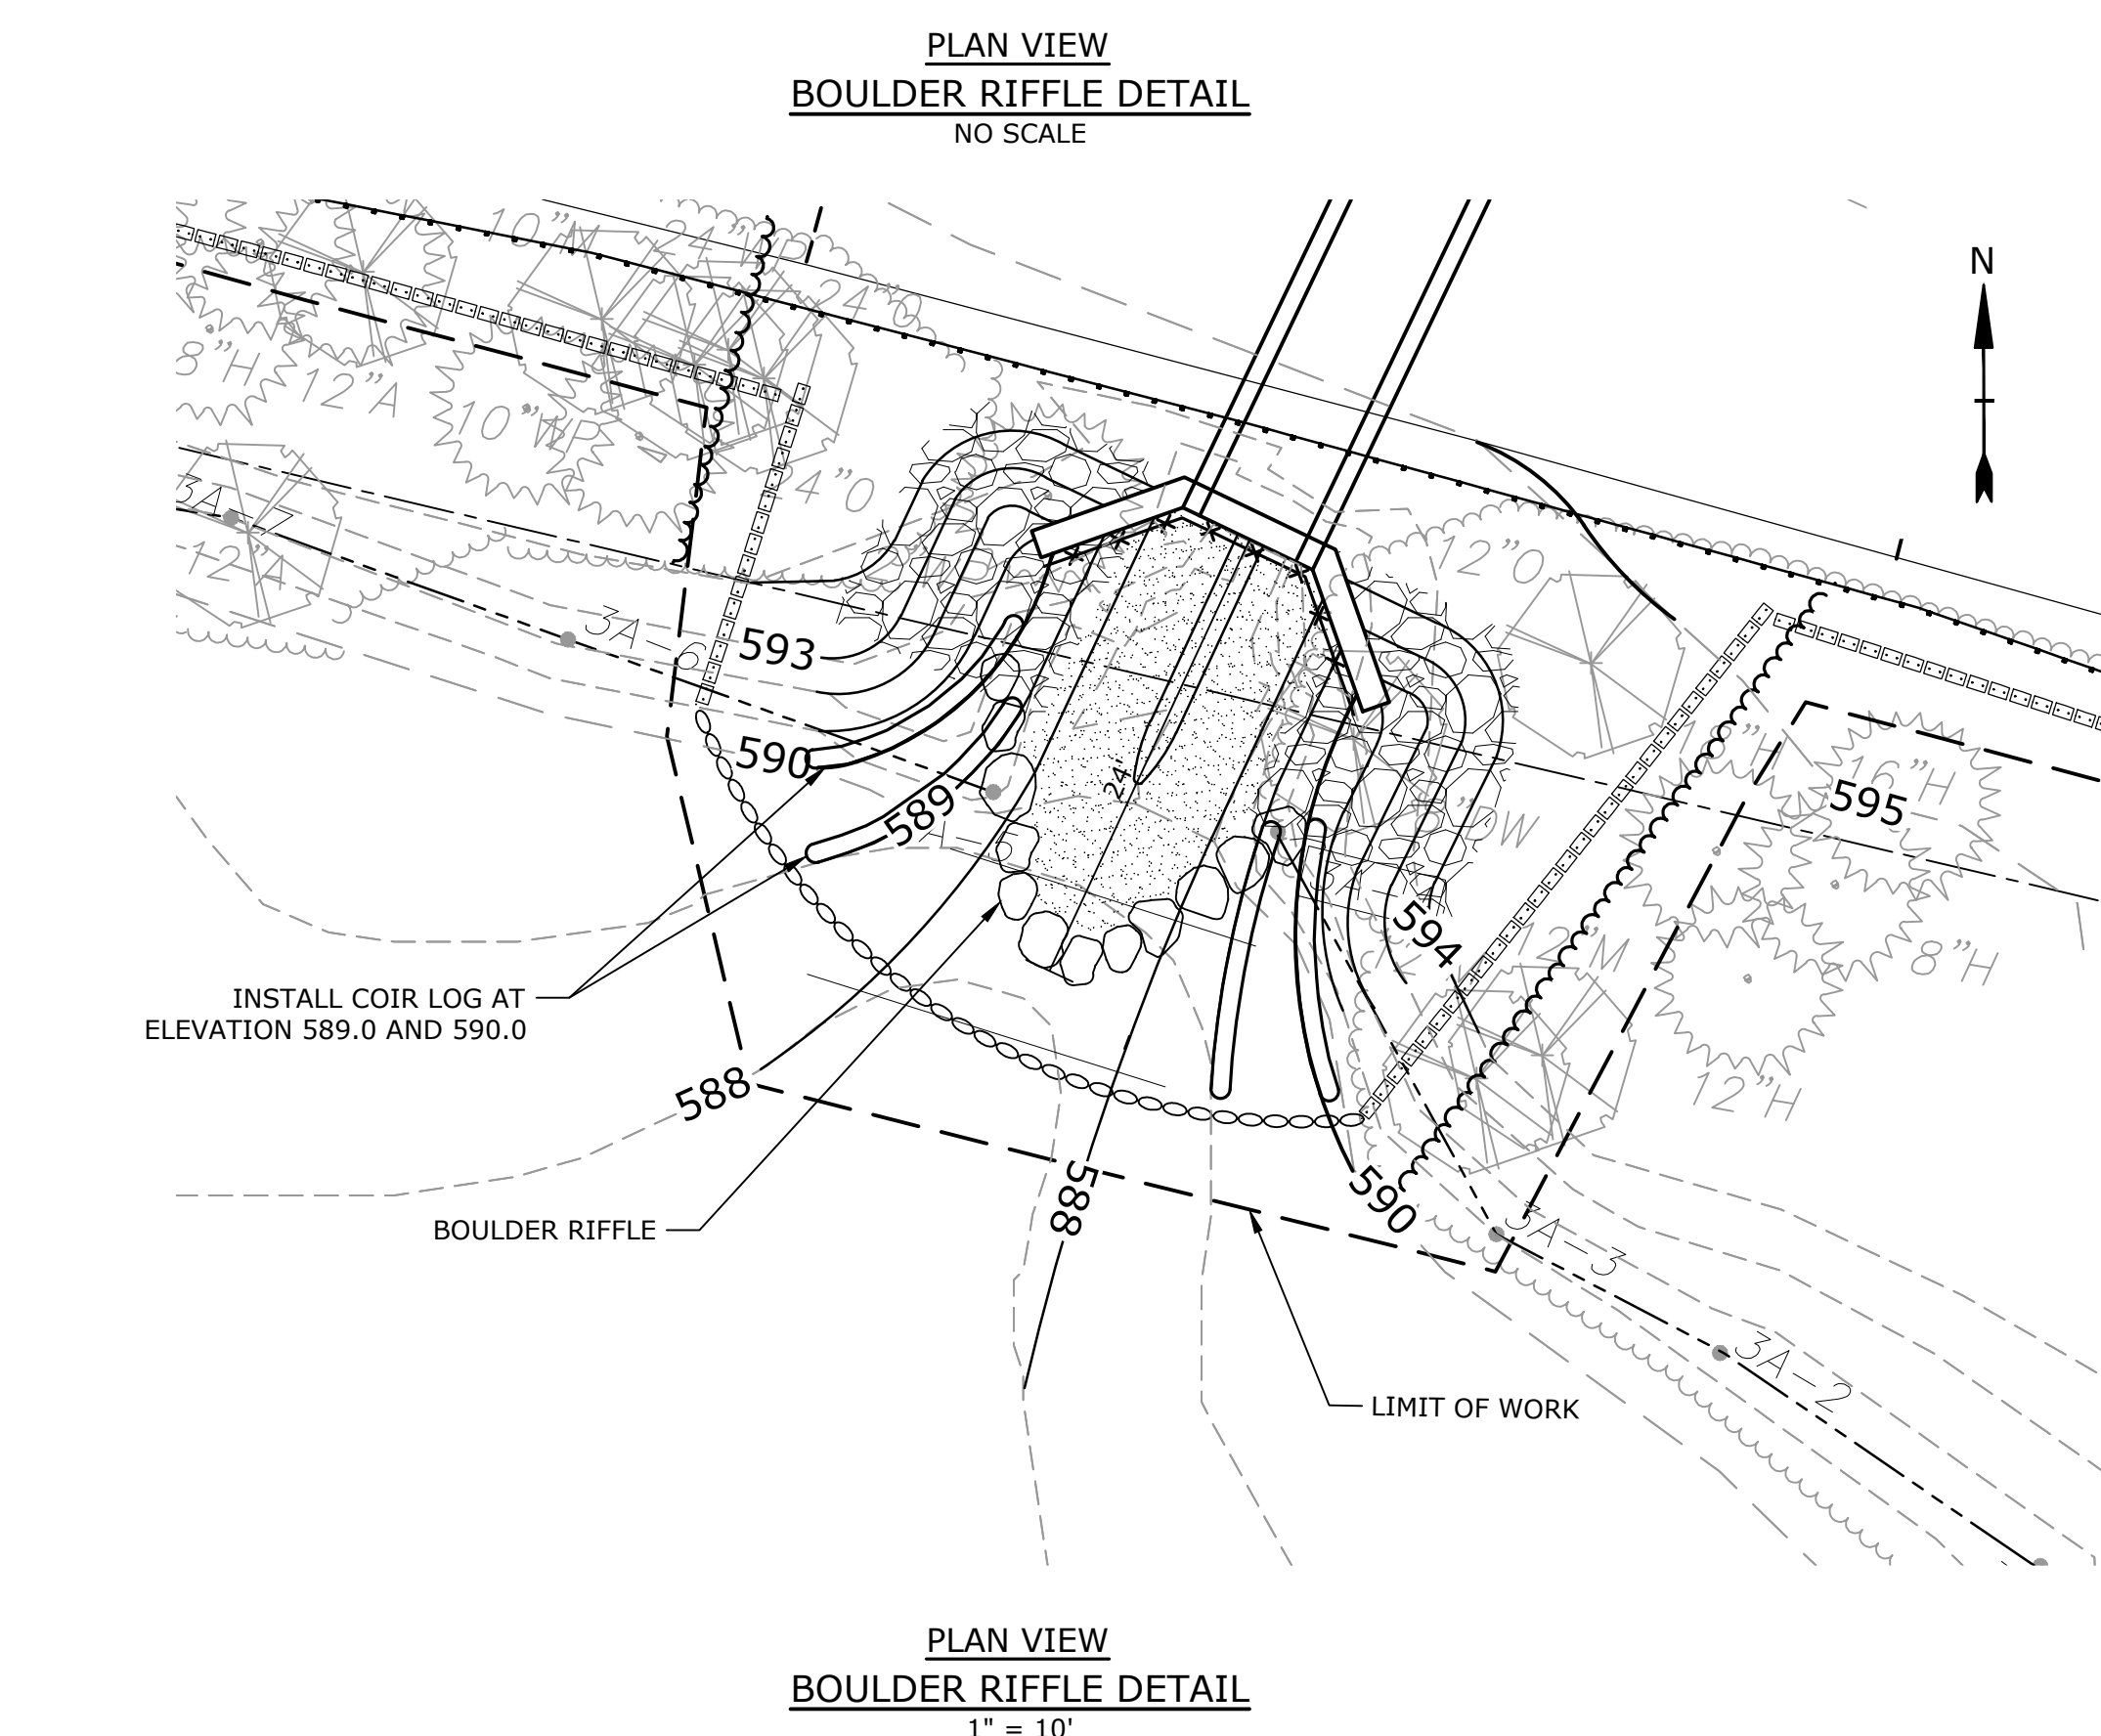 PLAN VIEW
BOULDER RIFFLE DETAIL
NO SCALE
N
24"P
24"O
8"H
12"A
10"WP
4"O
3A-7
12"A
12"O
3A-6
593
590
589
24'
16"H
595
594
2"M
8"H
12"H
INSTALL COIR LOG AT
ELEVATION 589.0 AND 590.0
588
BOULDER RIFFLE
588
590
3A-3
3A-2
LIMIT OF WORK
PLAN VIEW
BOULDER RIFFLE DETAIL
1" = 10'